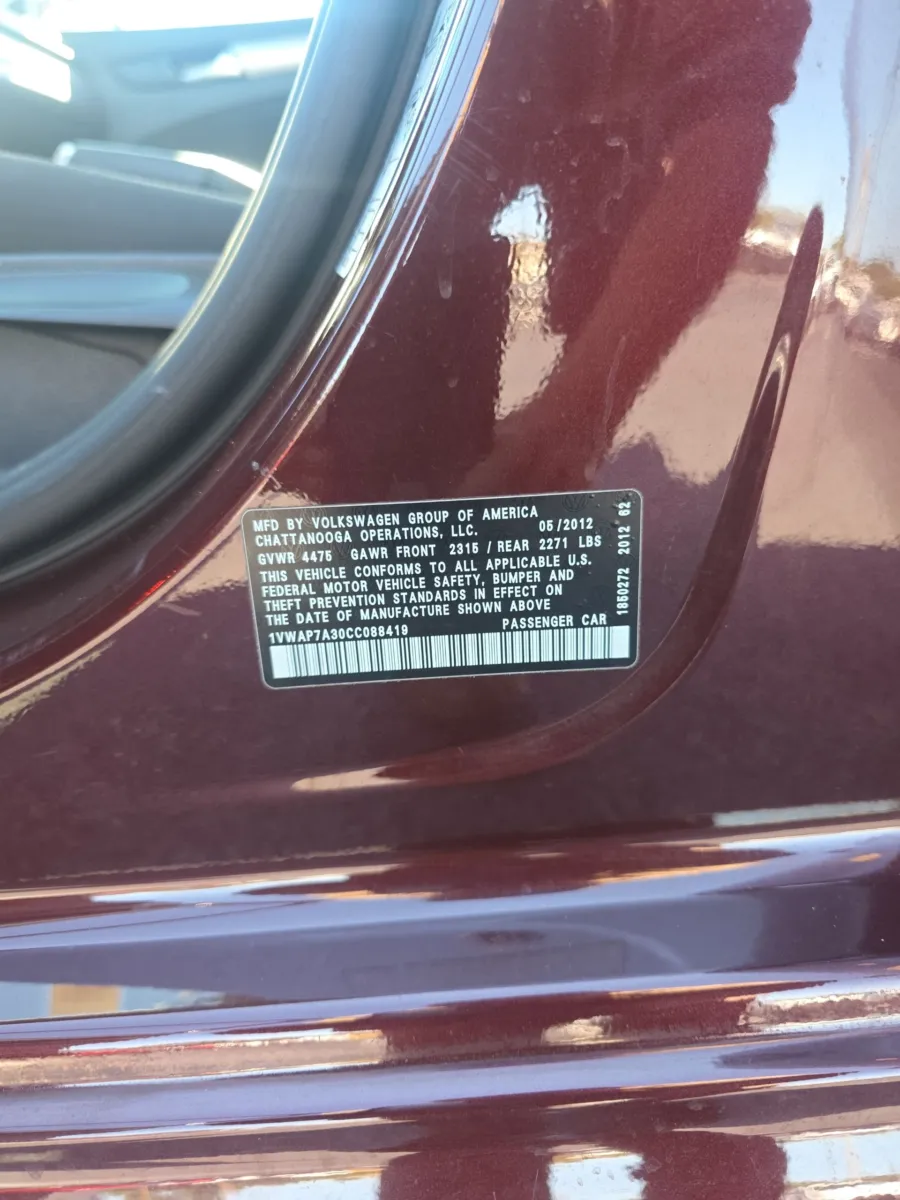 MFD BY VOLKSWAGEN GROUP OF AMERICA
CHATTANOOGA OPERATIONS, LLC. 05/2012
GVWR 4475 GAWR FRONT 2315 / REAR 2271 LBS
THIS VEHICLE CONFORMS TO ALL APPLICABLE U.S.
FEDERAL MOTOR VEHICLE SAFETY, BUMPER AND
THEFT PREVENTION STANDARDS IN EFFECT ON
THE DATE OF MANUFACTURE SHOWN ABOVE
1VWAP7A30CC088419 PASSENGER CAR
1850272 2012 62